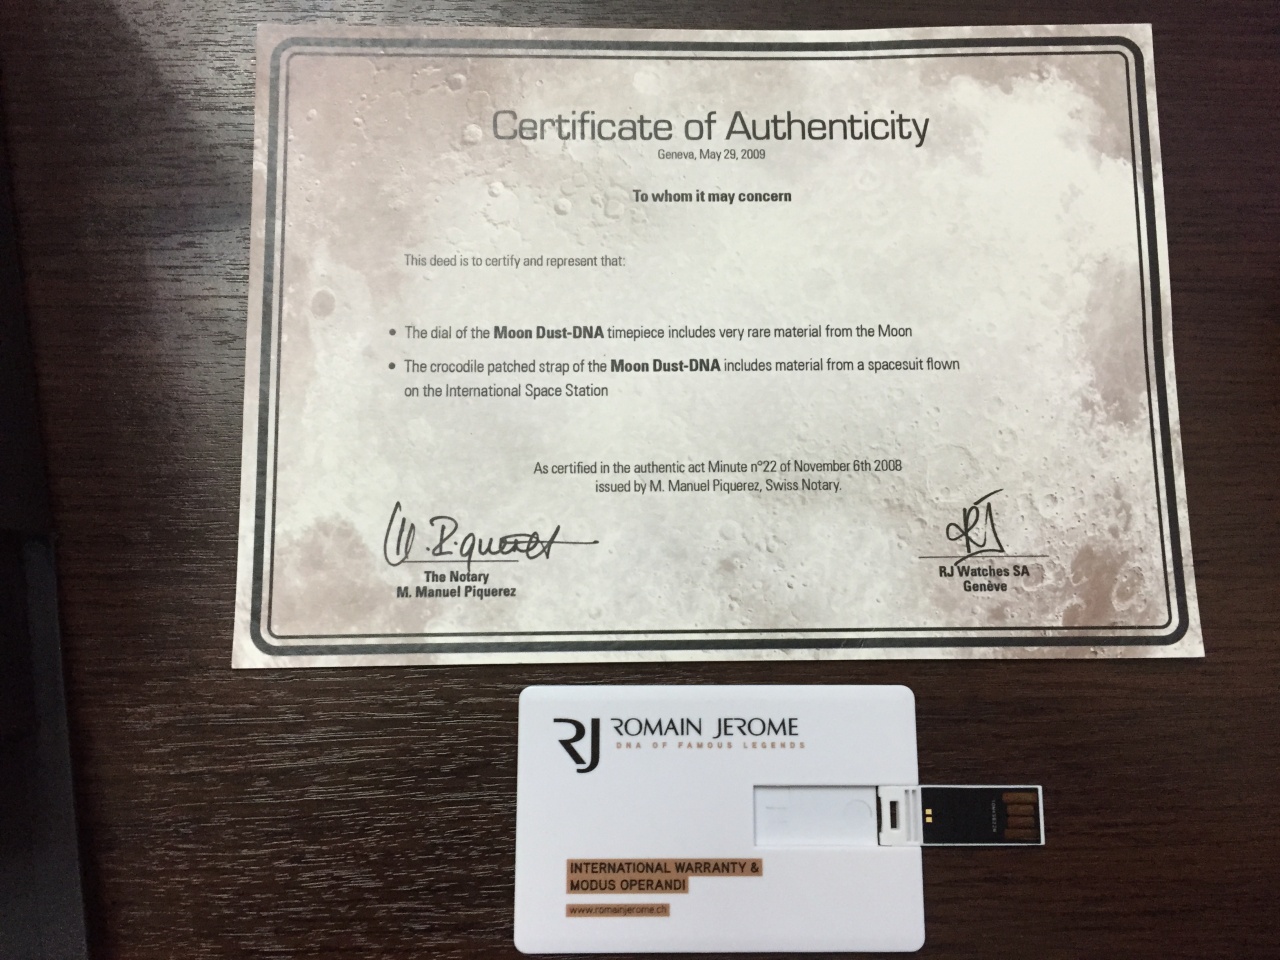 Certificate of Authenticity
Geneva, May 29, 2009
To whom it may concern
This deed is to certify and represent that:
• The dial of the Moon Dust-DNA timepiece includes very rare material from the Moon
• The crocodile patched strap of the Moon Dust-DNA includes material from a spacesuit flown
on the International Space Station
As certified in the authentic act Minute n°22 of November 6th 2008
issued by M. Manuel Piquerez, Swiss Notary.
M. Piquerez
RJ
The Notary
M. Manuel Piquerez
RJ Watches SA
Genève
RJ ROMAIN JEROME
DNA OF FAMOUS LEGENDS
INTERNATIONAL WARRANTY &
MODUS OPERANDI
www.romainjerome.ch